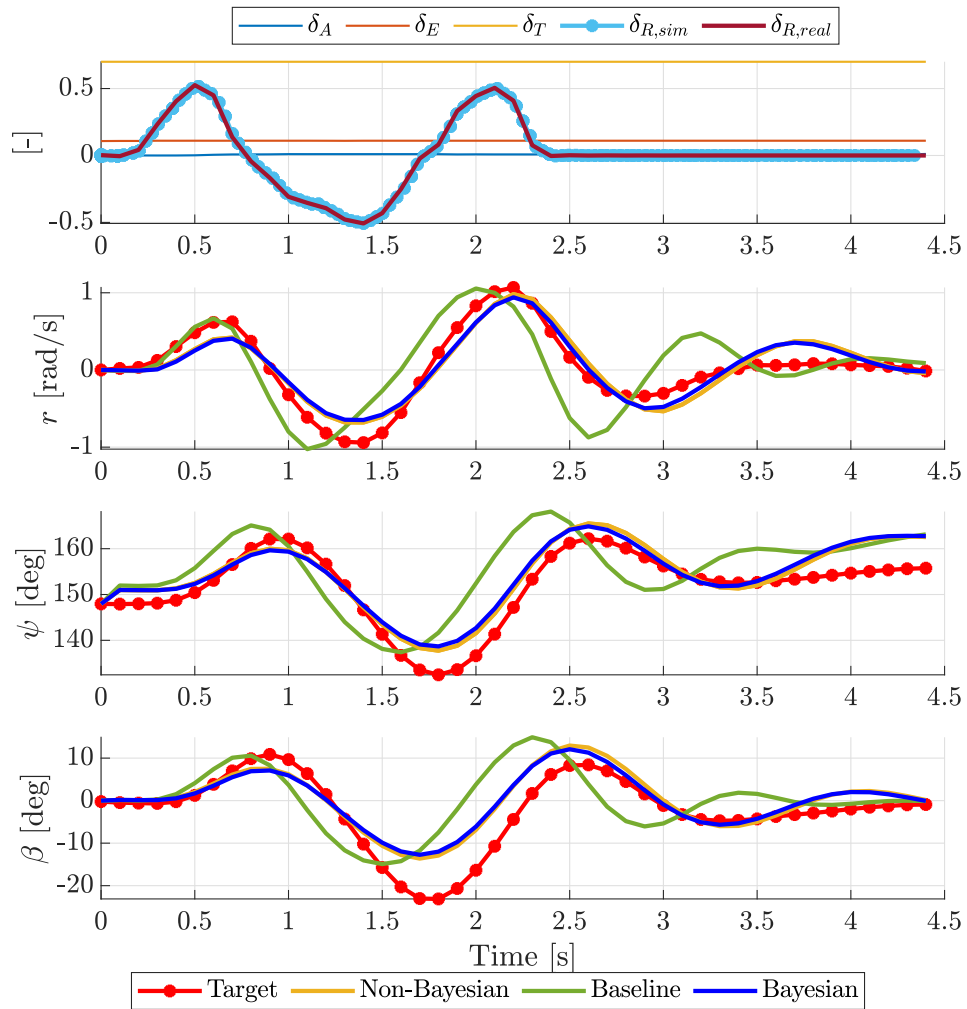 δ_A δ_E δ_T δ_{R,sim} δ_{R,real}
0.5
0
-0.5
[-]
0 0.5 1 1.5 2 2.5 3 3.5 4 4.5
1
0
-1
r [rad/s]
0 0.5 1 1.5 2 2.5 3 3.5 4 4.5
160
150
140
ψ [deg]
0 0.5 1 1.5 2 2.5 3 3.5 4 4.5
10
0
-10
-20
β [deg]
0 0.5 1 1.5 2 2.5 3 3.5 4 4.5
Time [s]
Target Non-Bayesian Baseline Bayesian